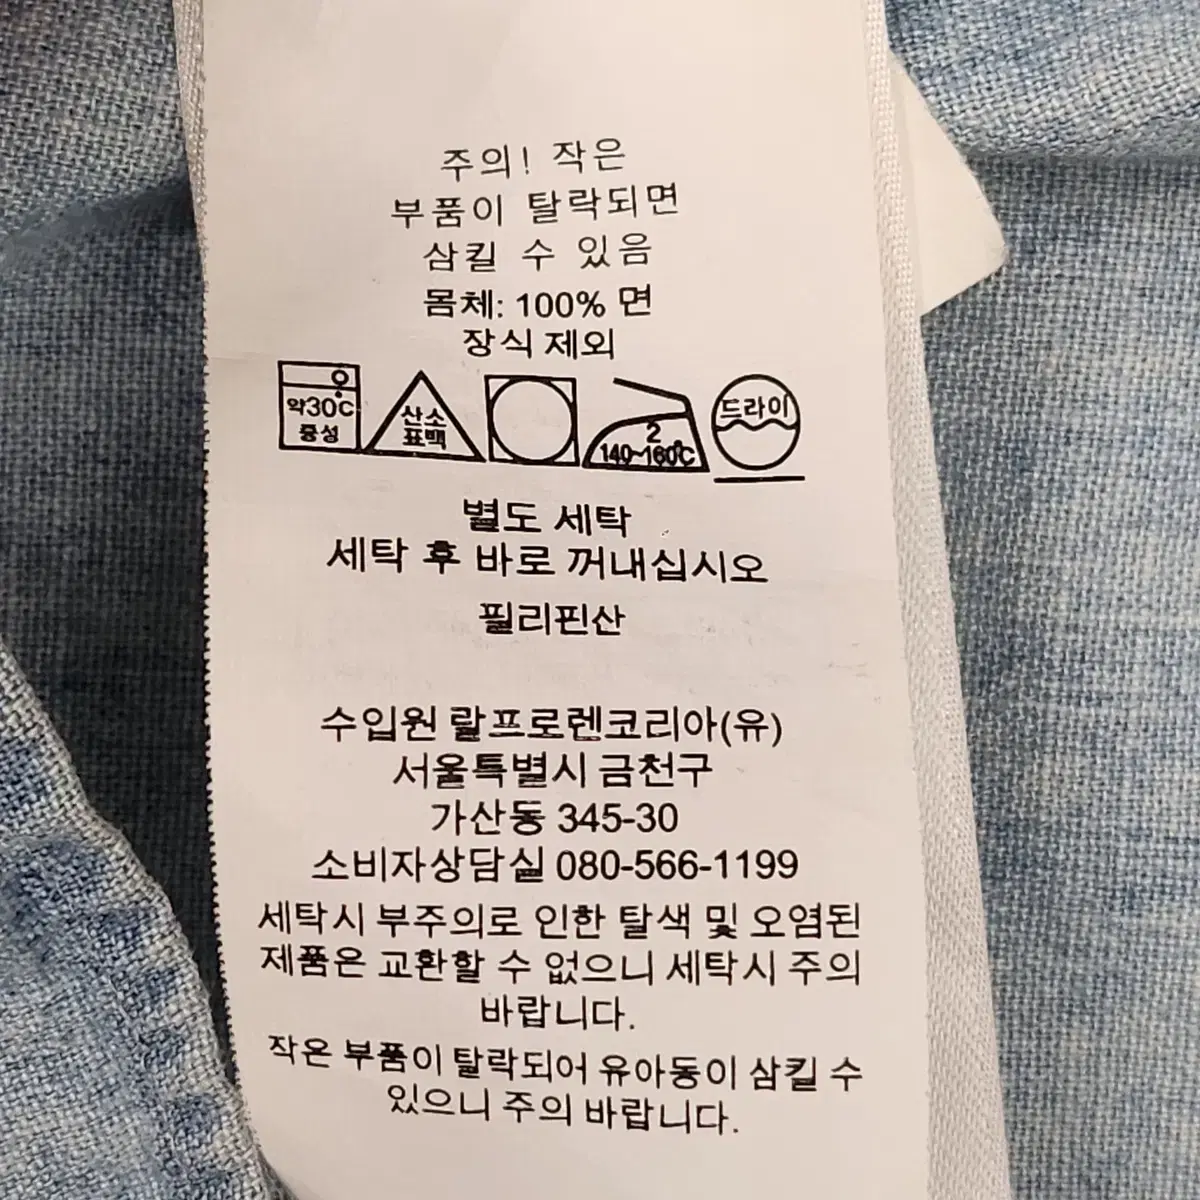 주의! 작은
부품이 탈락되면
삼킬 수 있음
몸체: 100% 면
장식 제외
약30℃
중성
산소
표백
2
140~160℃
드라이
별도 세탁
세탁 후 바로 꺼내십시오
필리핀산
수입원 랄프로렌코리아(유)
서울특별시 금천구
가산동 345-30
소비자상담실 080-566-1199
세탁시 부주의로 인한 탈색 및 오염된
제품은 교환할 수 없으니 세탁시 주의
바랍니다.
작은 부품이 탈락되어 유아동이 삼킬 수
있으니 주의 바랍니다.